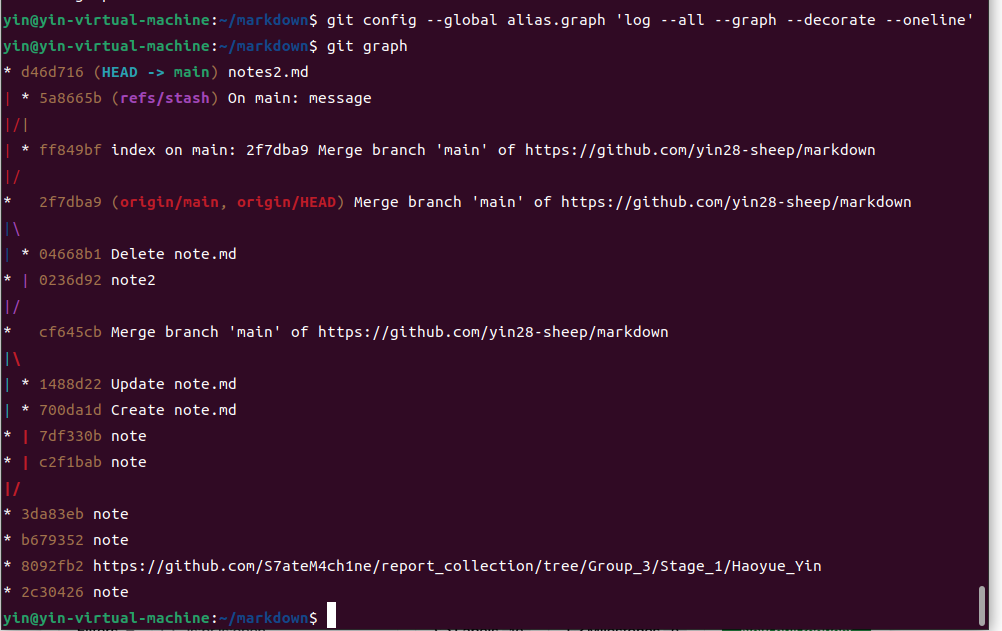 yin@yin-virtual-machine:~/markdown$ git config --global alias.graph 'log --all --graph --decorate --oneline'
yin@yin-virtual-machine:~/markdown$ git graph
* d46d716 (HEAD -> main) notes2.md
| * 5a8665b (refs/stash) On main: message
|/|
| * ff849bf index on main: 2f7dba9 Merge branch 'main' of https://github.com/yin28-sheep/markdown
|/
*   2f7dba9 (origin/main, origin/HEAD) Merge branch 'main' of https://github.com/yin28-sheep/markdown
|\
| * 04668b1 Delete note.md
* | 0236d92 note2
|/
*   cf645cb Merge branch 'main' of https://github.com/yin28-sheep/markdown
|\
| * 1488d22 Update note.md
| * 700da1d Create note.md
* | 7df330b note
* | c2f1bab note
|/
* 3da83eb note
* b679352 note
* 8092fb2 https://github.com/S7ateM4ch1ne/report_collection/tree/Group_3/Stage_1/Haoyue_Yin
* 2c30426 note
yin@yin-virtual-machine:~/markdown$